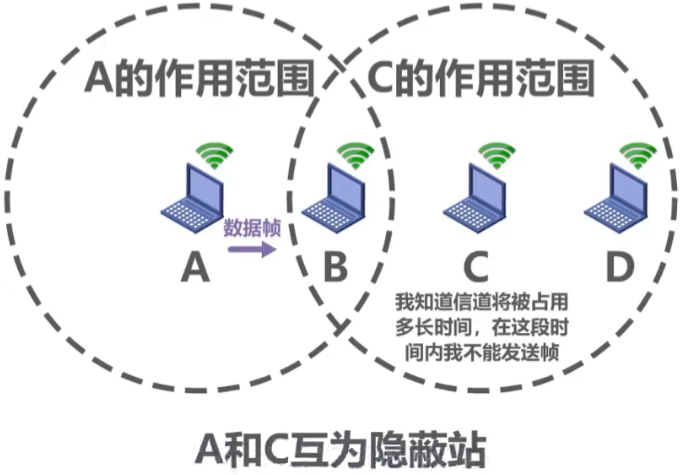 A的作用范围
C的作用范围
数据帧
A
B
C
D
我知道信道将被占用
多长时间，在这段时
间内我不能发送帧
A和C互为隐蔽站